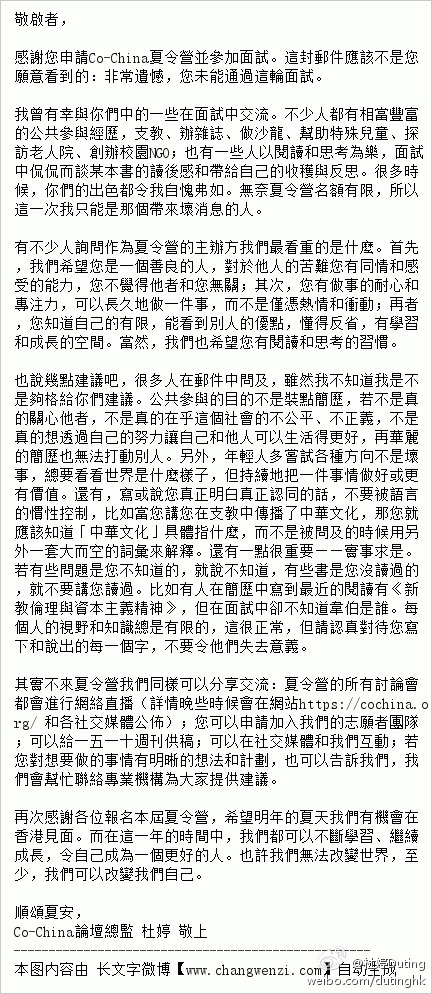 敬啟者，
感謝您申請Co-China夏令營並參加面試。這封郵件應該不是您
願意看到的：非常遺憾，您未能通過這輪面試。
我曾有幸與你們中的一些在面試中交流。不少人都有相當豐富
的公共參與經歷，支教、辦雜誌、做沙龍、幫助特殊兒童、探
訪老人院、創辦校園NGO；也有一些人以閱讀和思考為樂，面試
中侃侃而談某本書的讀後感和帶給自己的收穫與反思。很多時
候，你們的出色都令我自愧弗如。無奈夏令營名額有限，所以
這一次我只能是那個帶來壞消息的人。
有不少人詢問作為夏令營的主辦方我們最看重的是什麼。首先
，我們希望您是一個善良的人，對於他人的苦難您有同情和感
受的能力，您不覺得他者和您無關；其次，您有做事的耐心和
專注力，可以長久地做一件事，而不是僅憑熱情和衝動；再者
，您知道自己的有限，能看到別人的優點，懂得反省，有學習
和成長的空間。當然，我們也希望您有閱讀和思考的習慣。
也說幾點建議吧，很多人在郵件中問及，雖然我不知道我是不
是夠格給你們建議。公共參與的目的不是裝點簡歷，若不是真
的關心他者，不是真的在乎這個社會的不公平、不正義，不是
真的想透過自己的努力讓自己和他人可以生活得更好，再華麗
的簡歷也無法打動別人。另外，年輕人多嘗試各種方向不是壞
事，總要看看世界是什麼樣子，但持續地把一件事情做好或更
有價值。還有，寫或說您真正明白真正認同的話，不要被語言
的慣性控制，比如當您講您在支教中傳播了中華文化，那您就
應該知道「中華文化」具體指什麼，而不是被問及的時候用另
外一套大而空的詞彙來解釋。還有一點很重要——實事求是。
若有些問題是您不知道的，就說不知道，有些書是您沒讀過的
，就不要講您讀過。比如有人在簡歷中寫到最近的閱讀有《新
教倫理與資本主義精神》，但在面試中卻不知道韋伯是誰。每
個人的視野和知識總是有限的，這很正常，但請認真對待您寫
下和說出的每一個字，不要令他們失去意義。
其實不來夏令營我們同樣可以分享交流：夏令營的所有討論會
都會進行網絡直播（詳情晚些時候會在網站https://cochina.o
rg/ 和各社交媒體公佈）；您可以申請加入我們的志願者團隊
；可以給一五一十週刊供稿；可以在社交媒體和我們互動；若
您對想要做的事情有明晰的想法和計劃，也可以告訴我們，我
們會幫忙聯絡專業機構為大家提供建議。
再次感謝各位報名本屆夏令營，希望明年的夏天我們有機會在
香港見面。而在這一年的時間中，我們都可以不斷學習、繼續
成長，令自己成為一個更好的人。也許我們無法改變世界，至
少，我們可以改變我們自己。
順頌夏安，
Co-China論壇總監 杜婷 敬上
本图内容由 长文字微博【www.changwenzi.com】自动生成
@杜婷Duting
weibo.com/dutinghk